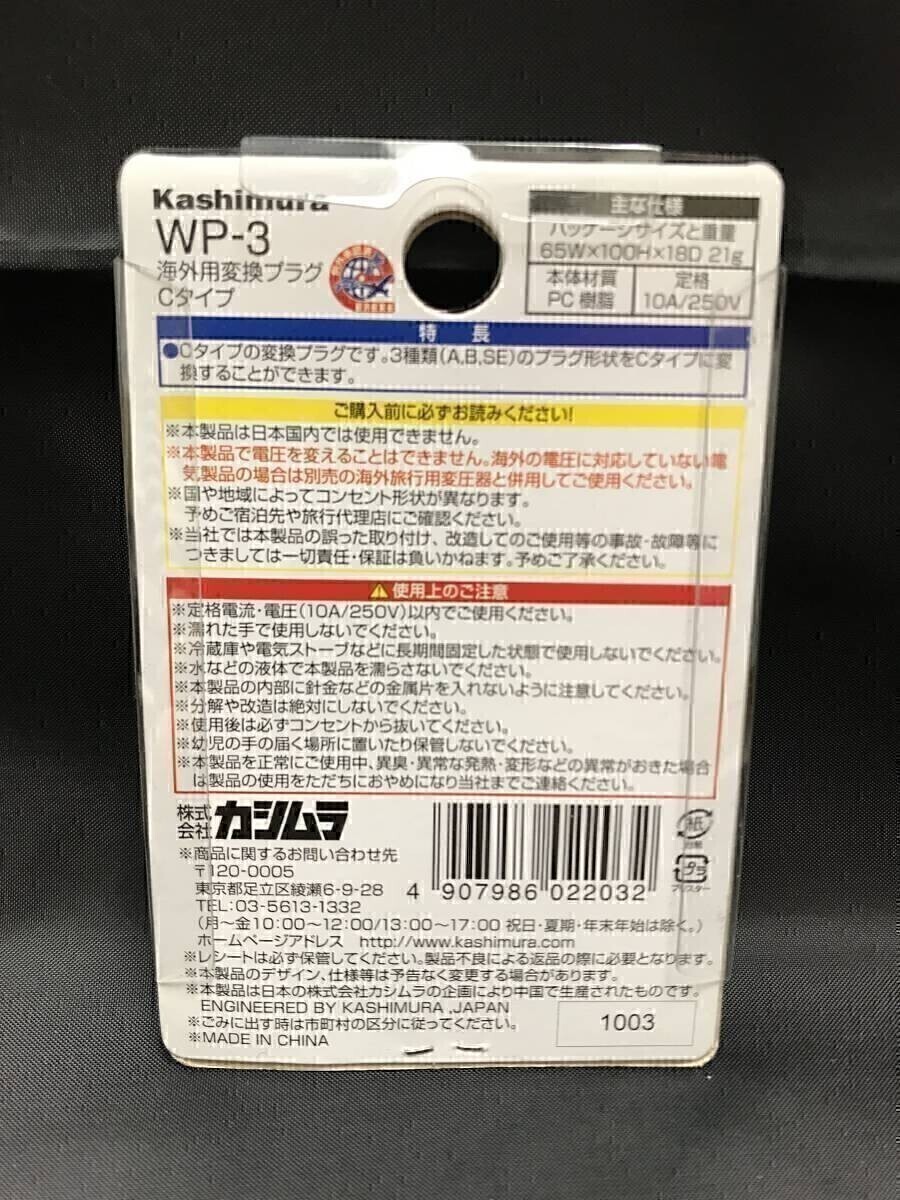 Kashimura
WP-3
海外用変換プラグ
Cタイプ
主な仕様
パッケージサイズと重量
65W×100H×18D 21g
本体材質
PC 樹脂
定格
10A/250V
特 長
●Cタイプの変換プラグです。3種類(A,B,SE)のプラグ形状をCタイプに変
換することができます。
ご購入前に必ずお読みください!
※本製品は日本国内では使用できません。
※本製品で電圧を変えることはできません。海外の電圧に対応していない電
気製品の場合は別売の海外旅行用変圧器と併用してご使用ください。
※国や地域によってコンセント形状が異なります。
予めご宿泊先や旅行代理店にご確認ください。
※当社では本製品の誤った取り付け、改造してのご使用等の事故・故障等に
つきましては一切責任・保証は負いかねます。予めご了承ください。
⚠使用上のご注意
※定格電流・電圧(10A/250V)以内でご使用ください。
※濡れた手で使用しないでください。
※冷蔵庫や電気ストーブなどに長期間固定した状態で使用しないでください。
※水などの液体で本製品を濡らさないでください。
※本製品の内部に針金などの金属片を入れないように注意してください。
※分解や改造は絶対にしないでください。
※使用後は必ずコンセントから抜いてください。
※幼児の手の届く場所に置いたり保管しないでください。
※本製品を正常にご使用中、異臭・異常な発熱・変形などの異常がおきた場合
は製品の使用をただちにおやめになり当社までご連絡ください。
株式会社 カシムラ
※商品に関するお問い合わせ先
〒120-0005
東京都足立区綾瀬6-9-28
TEL:03-5613-1332
(月〜金10:00〜12:00/13:00〜17:00 祝日・夏期・年末年始は除く。)
ホームページアドレス http://www.kashimura.com
4 907986 022032
紙
台紙
プラ
ブリスター
※レシートは必ず保管してください。製品不良による返品の際に必要となります。
※本製品のデザイン、仕様等は予告なく変更する場合があります。
※本製品は日本の株式会社カシムラの企画により中国で生産されたものです。
ENGINEERED BY KASHIMURA ,JAPAN
※ごみに出す時は市町村の区分に従ってください。
※MADE IN CHINA
1003